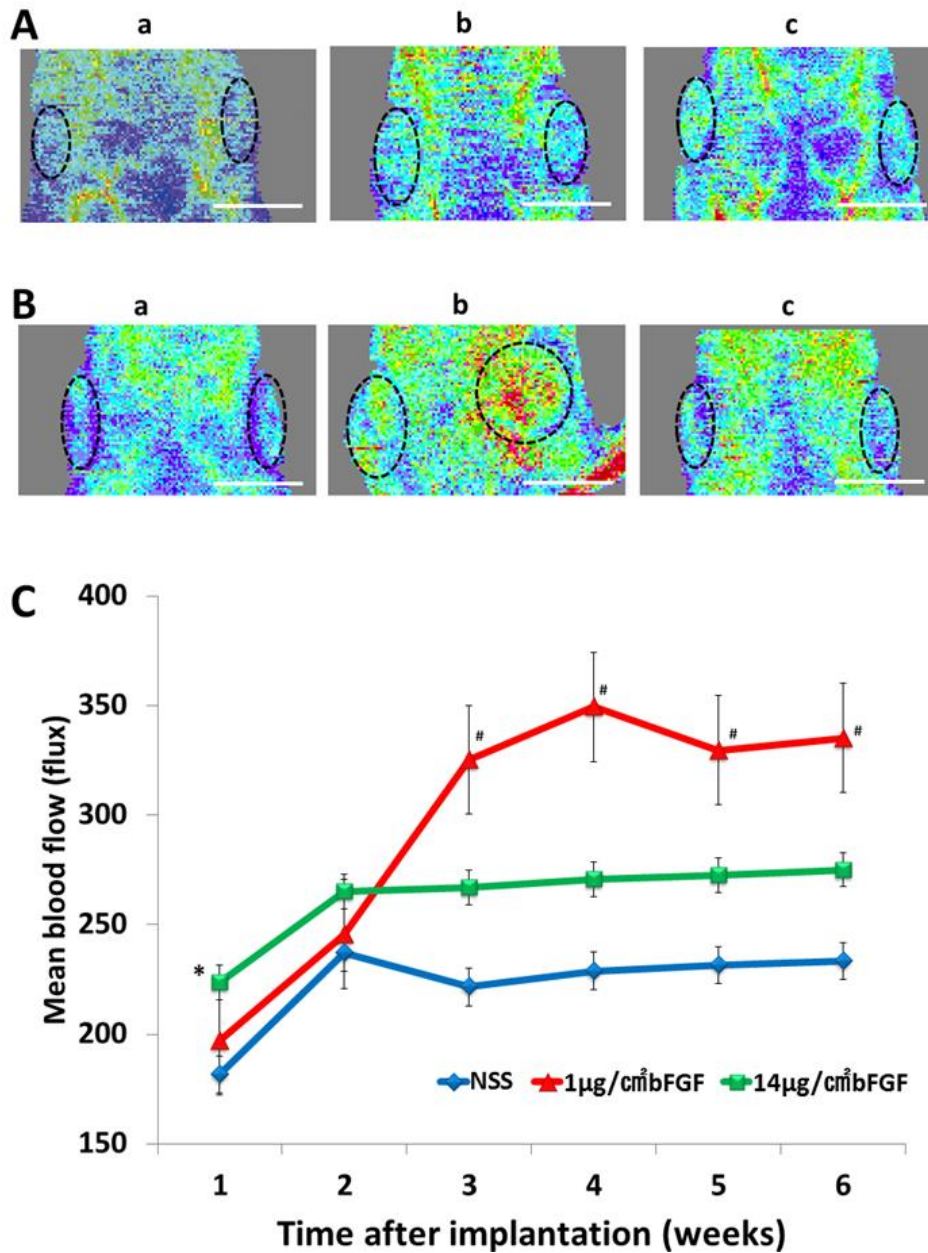 A
a b c
B
a b c
C
400
350
300
250
200
150
Mean blood flow (flux)
*
#
#
#
#
NSS 1μg/㎠bFGF 14μg/㎠bFGF
1 2 3 4 5 6
Time after implantation (weeks)